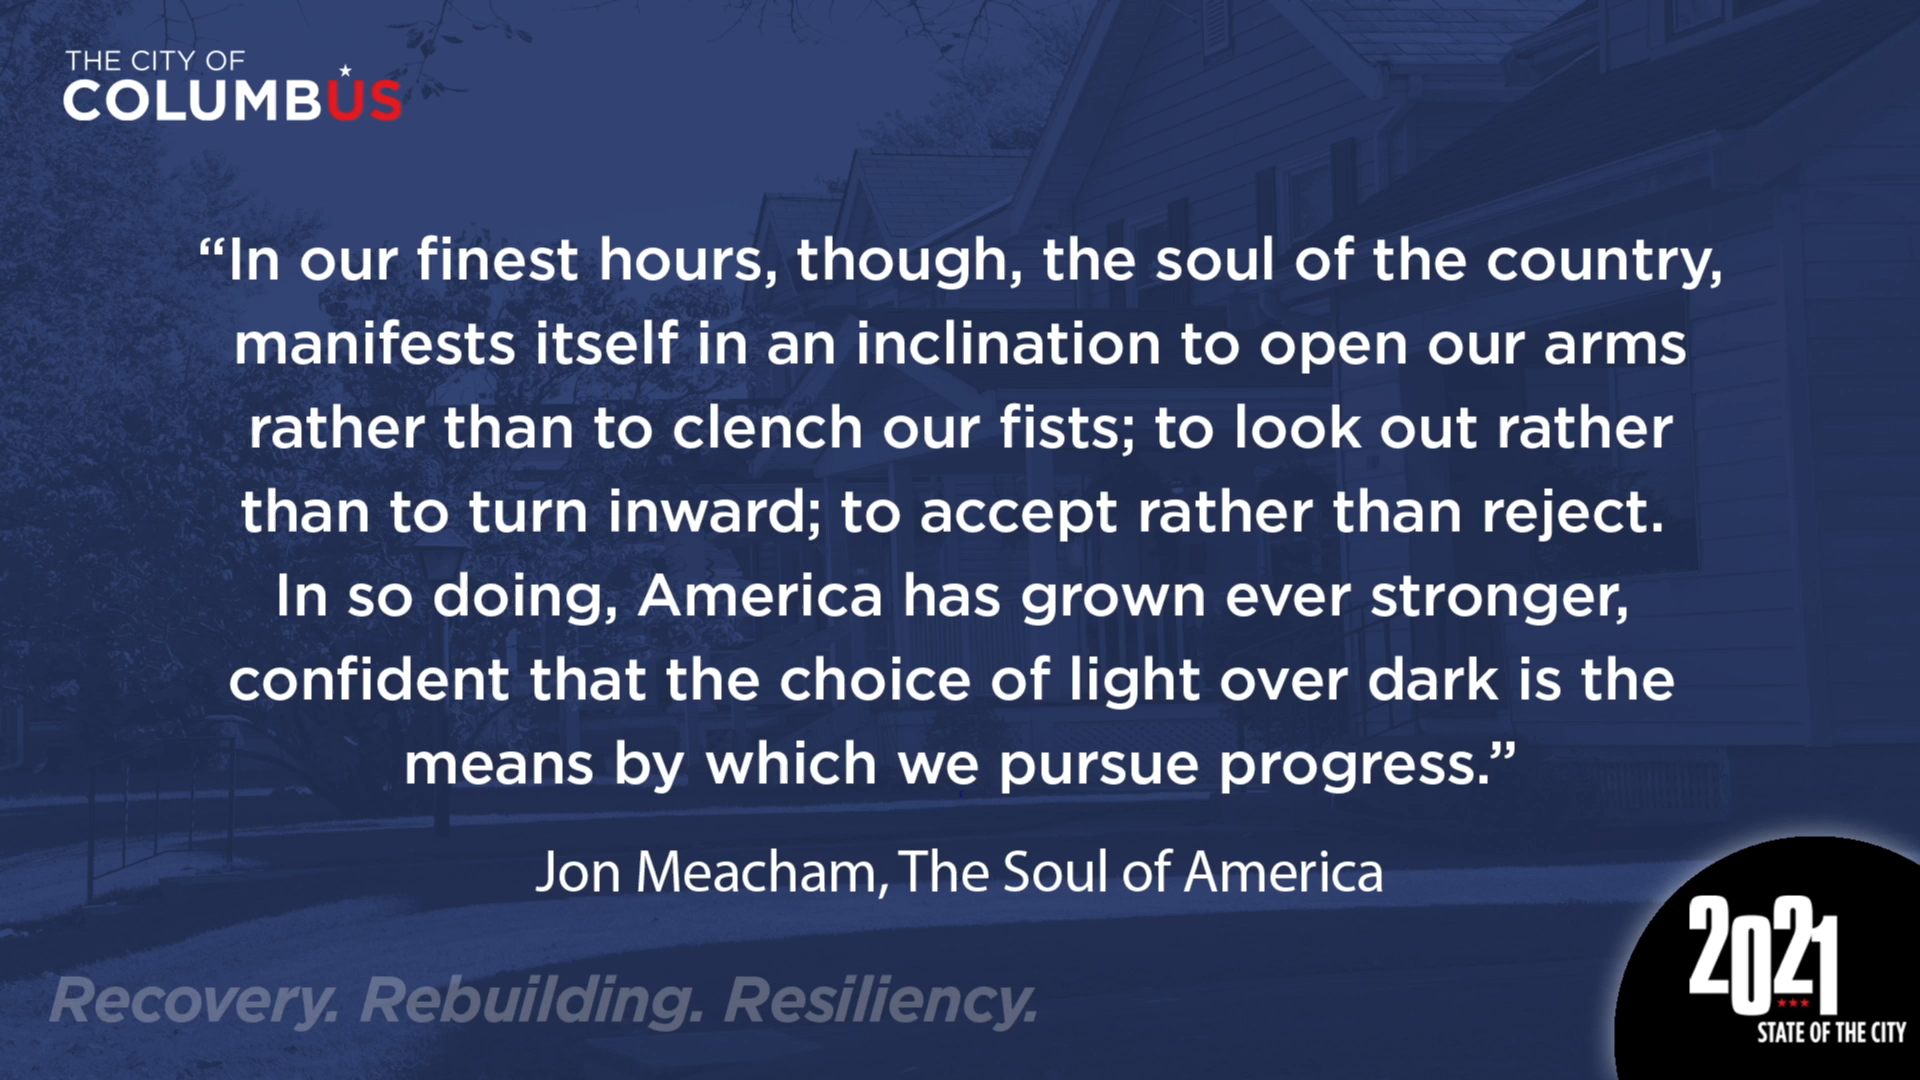 THE CITY OF
COLUMBUS
“In our finest hours, though, the soul of the country,
manifests itself in an inclination to open our arms
rather than to clench our fists; to look out rather
than to turn inward; to accept rather than reject.
In so doing, America has grown ever stronger,
confident that the choice of light over dark is the
means by which we pursue progress.”
Jon Meacham, The Soul of America
Recovery. Rebuilding. Resiliency.
2021
STATE OF THE CITY